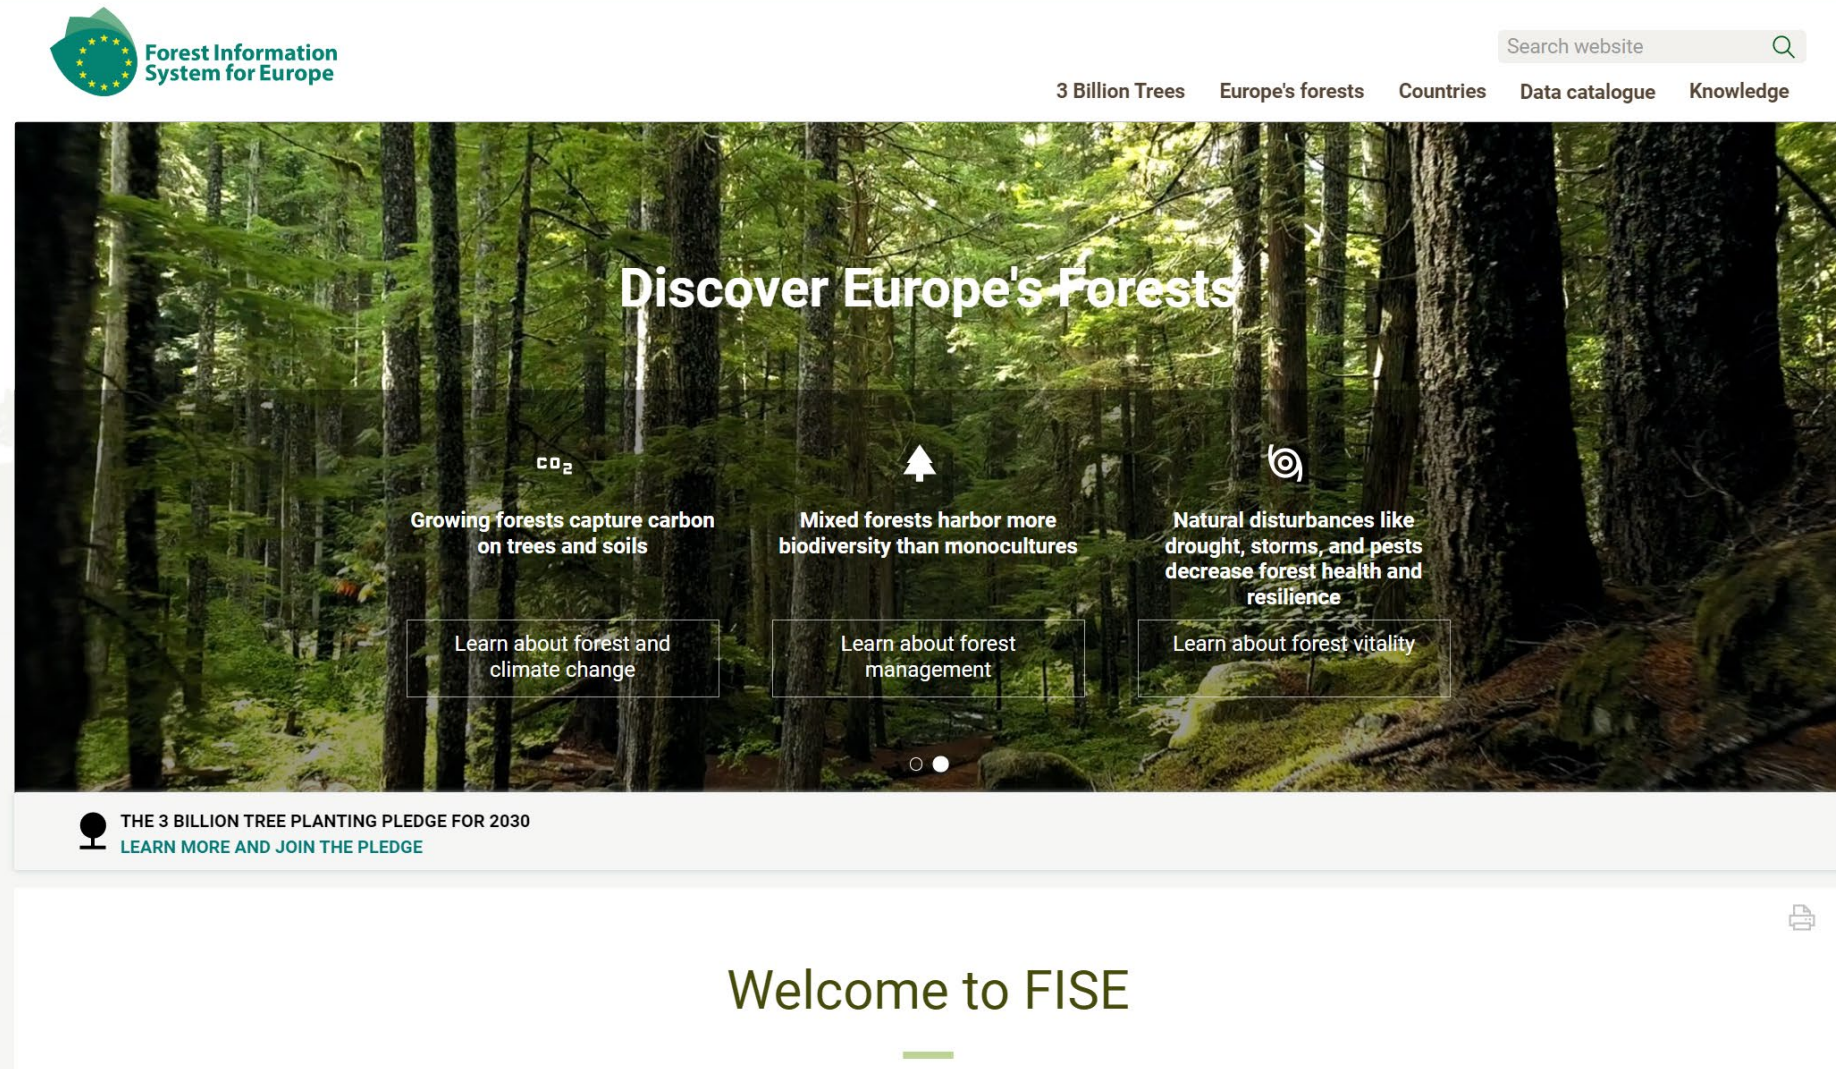 Forest Information
System for Europe
Search website
3 Billion Trees
Europe's forests
Countries
Data catalogue
Knowledge
Discover Europe's Forests
CO2
Growing forests capture carbon
on trees and soils
Learn about forest and
climate change
Mixed forests harbor more
biodiversity than monocultures
Learn about forest
management
Natural disturbances like
drought, storms, and pests
decrease forest health and
resilience
Learn about forest vitality
THE 3 BILLION TREE PLANTING PLEDGE FOR 2030
LEARN MORE AND JOIN THE PLEDGE
Welcome to FISE